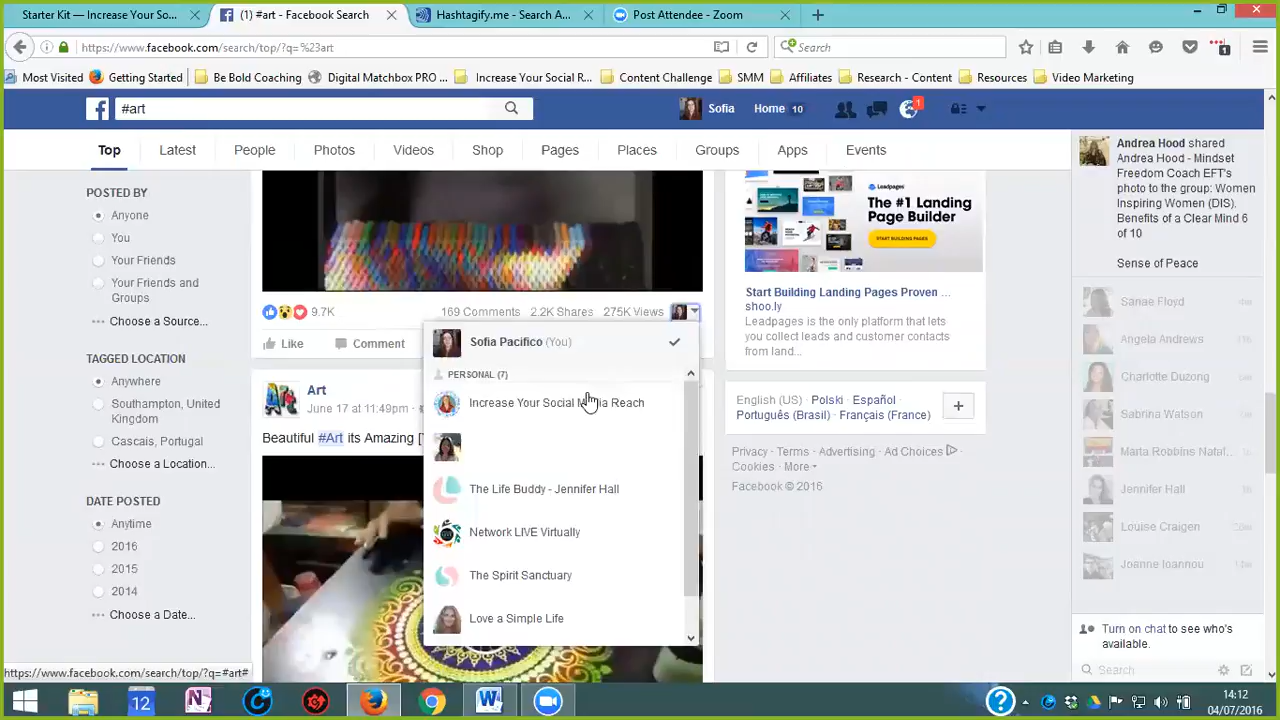 Starter Kit — Increase Your So...
(1) #art - Facebook Search
Hashtagify.me - Search A...
Post Attendee - Zoom
https://www.facebook.com/search/top/?q= %23art
Search
1
Most Visited
Getting Started
Be Bold Coaching
Digital Matchbox PRO ...
Increase Your Social R...
Content Challenge
SMM
Affiliates
Research - Content
Resources
Video Marketing
#art
Sofia
Home 10
1
Top
Latest
People
Photos
Videos
Shop
Pages
Places
Groups
Apps
Events
POSTED BY
Anyone
You
Your Friends
Your Friends and
Groups
Choose a Source...
TAGGED LOCATION
Anywhere
Southampton, United
Kingdom
Cascais, Portugal
Choose a Location...
DATE POSTED
Anytime
2016
2015
2014
Choose a Date...
9.7K
169 Comments 2.2K Shares 275K Views
Like
Comment
Sofia Pacifico (You)
PERSONAL (7)
Increase Your Social Media Reach
The Life Buddy - Jennifer Hall
Network LIVE Virtually
The Spirit Sanctuary
Love a Simple Life
Art
June 17 at 11:49pm
Beautiful #Art its Amazing [
Leadpages
The #1 Landing
Page Builder
START BUILDING PAGES
Start Building Landing Pages Proven ...
shoo.ly
Leadpages is the only platform that lets
you collect leads and customer contacts
from land...
English (US) · Polski · Español ·
Português (Brasil) · Français (France)
Privacy · Terms · Advertising · Ad Choices
Cookies · More
Facebook © 2016
Andrea Hood shared
Andrea Hood - Mindset
Freedom Coach EFT's
photo to the group: Women
Inspiring Women (DIS).
Benefits of a Clear Mind 6
of 10
Sense of Peace
Sanae Floyd
Angela Andrews
Charlotte Duzong
Sabrina Watson
Marta Robbins Natal...
Jennifer Hall
Louise Craigen
Joanne Ioannou
Turn on chat to see who's
available.
Search
https://www.facebook.com/search/top/?q=#art#
12
14:12
04/07/2016